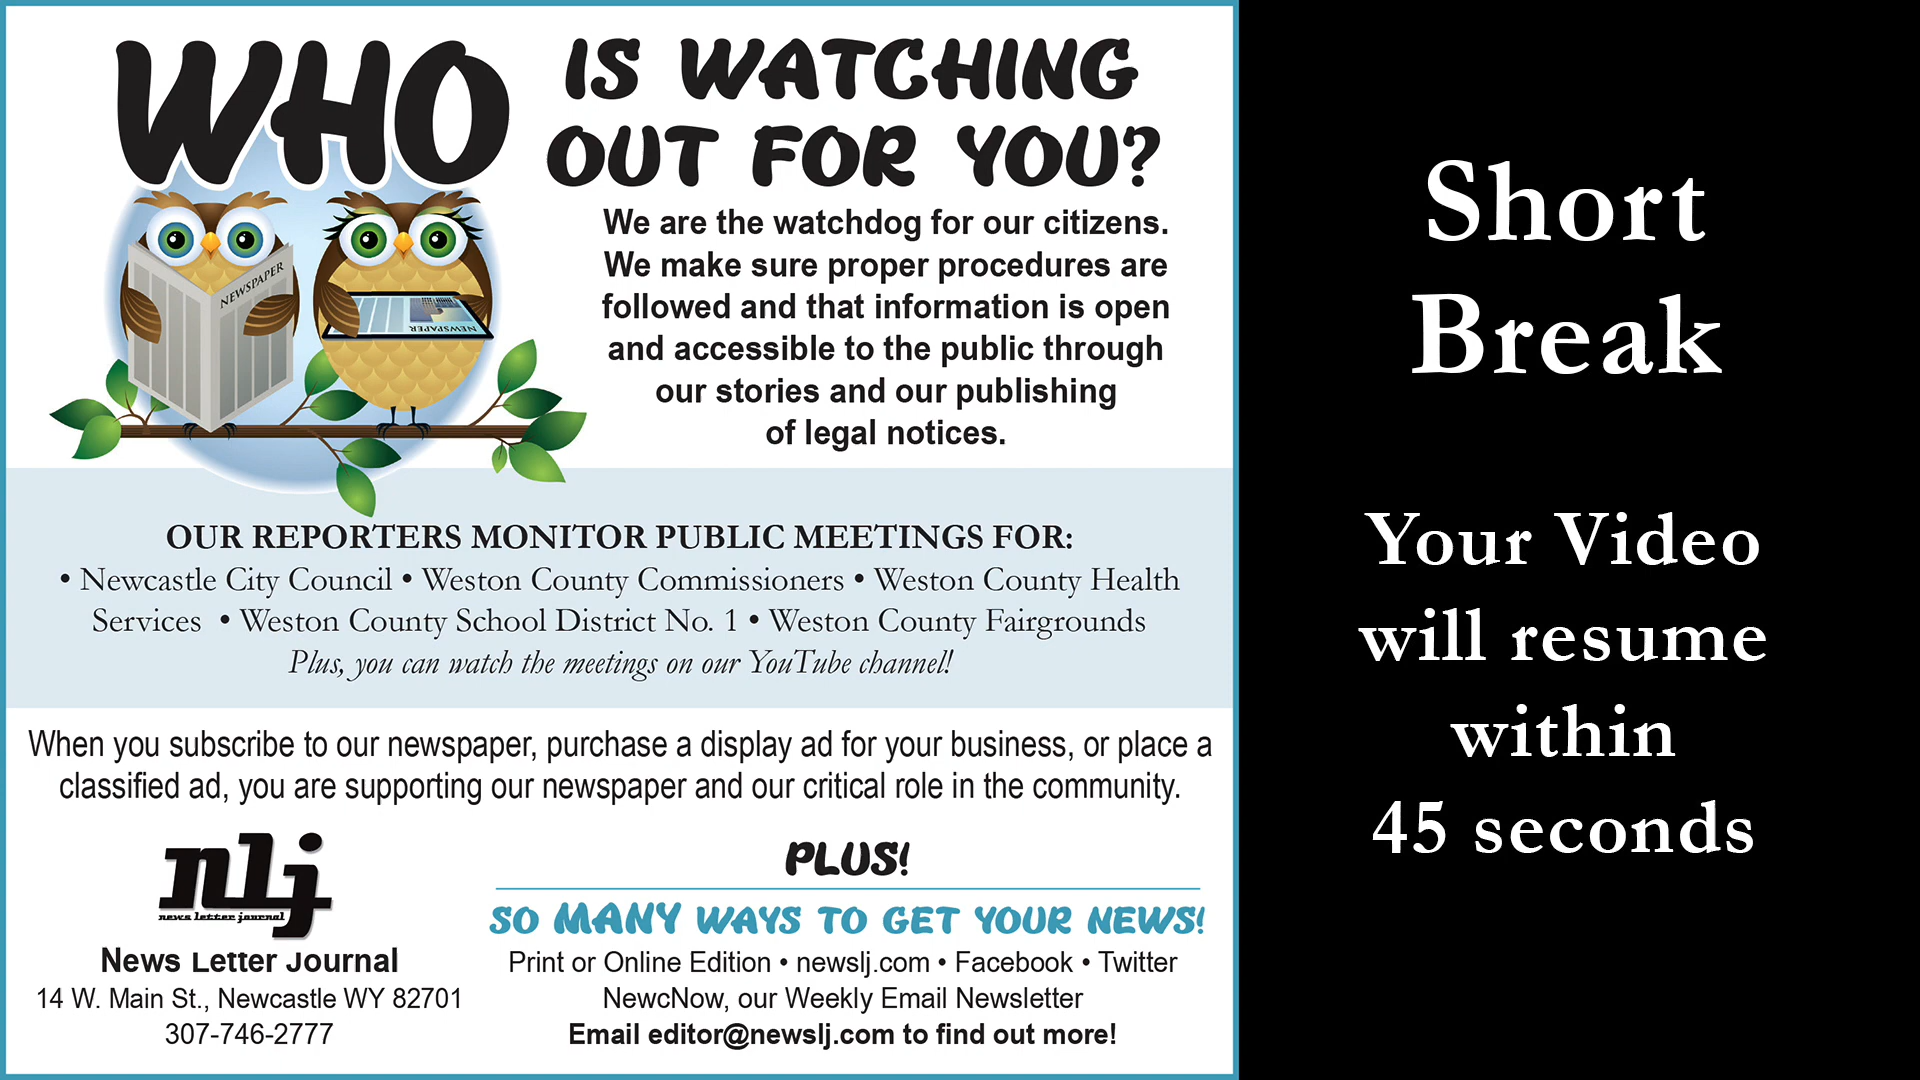 WHO
IS WATCHING
OUT FOR YOU?
We are the watchdog for our citizens.
We make sure proper procedures are
followed and that information is open
and accessible to the public through
our stories and our publishing
of legal notices.
NEWSPAPER
NEWSPAPER
OUR REPORTERS MONITOR PUBLIC MEETINGS FOR:
• Newcastle City Council • Weston County Commissioners • Weston County Health
Services • Weston County School District No. 1 • Weston County Fairgrounds
Plus, you can watch the meetings on our YouTube channel!
When you subscribe to our newspaper, purchase a display ad for your business, or place a
classified ad, you are supporting our newspaper and our critical role in the community.
nlj
news letter journal
News Letter Journal
14 W. Main St., Newcastle WY 82701
307-746-2777
PLUS!
SO MANY WAYS TO GET YOUR NEWS!
Print or Online Edition • newslj.com • Facebook • Twitter
NewcNow, our Weekly Email Newsletter
Email editor@newslj.com to find out more!
Short
Break
Your Video
will resume
within
45 seconds